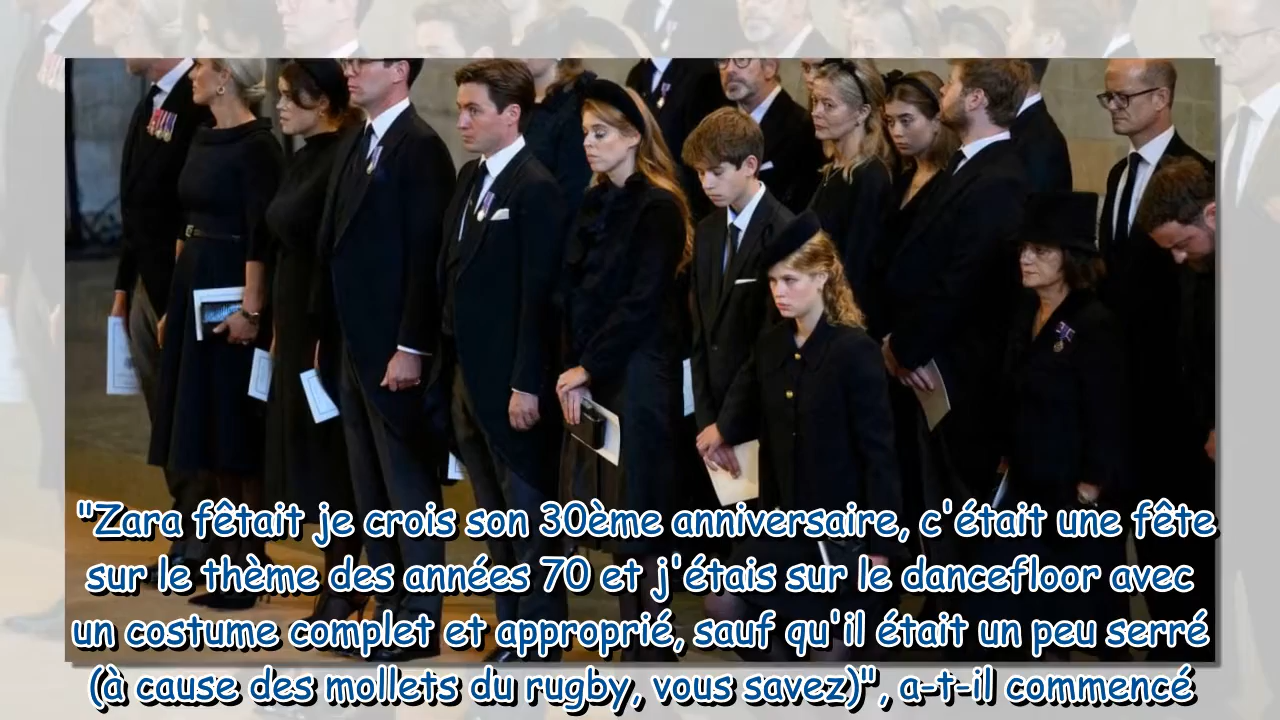 "Zara fêtait je crois son 30ème anniversaire, c'était une fête
sur le thème des années 70 et j'étais sur le dancefloor avec
un costume complet et approprié, sauf qu'il était un peu serré
(à cause des mollets du rugby, vous savez)", a-t-il commencé